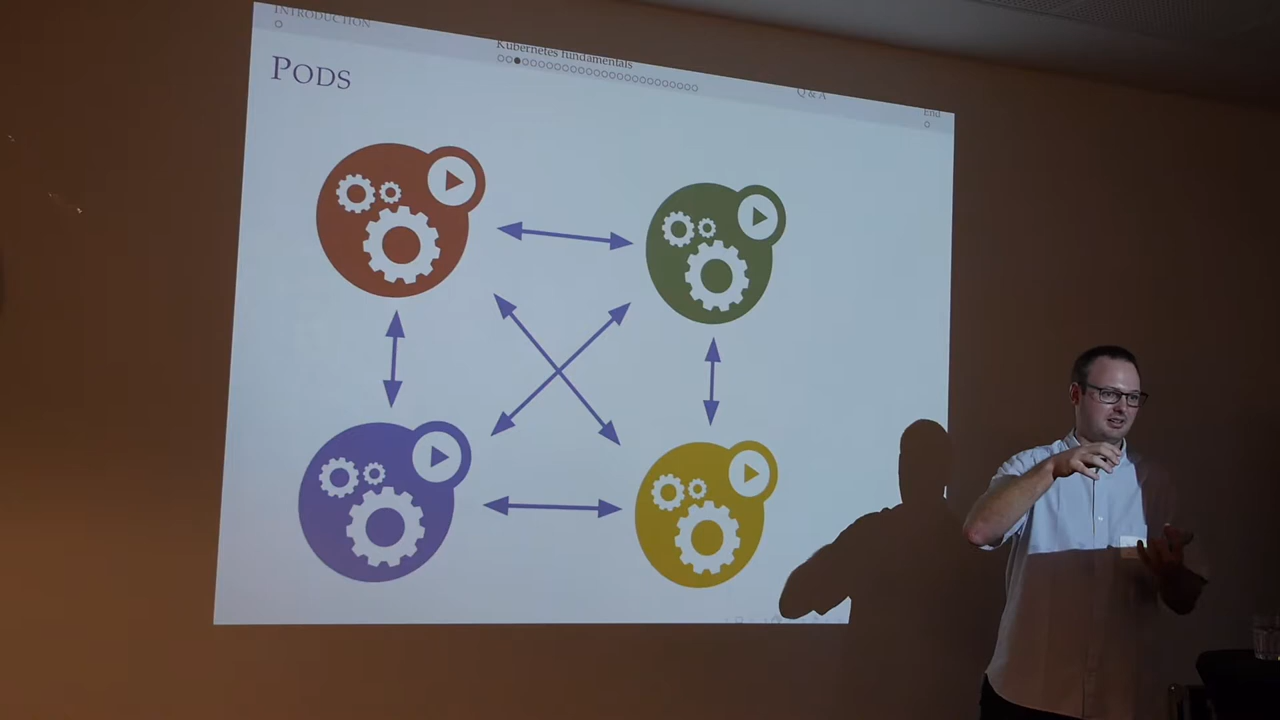 INTRODUCTION
Kubernetes fundamentals
Q & A
End
PODS